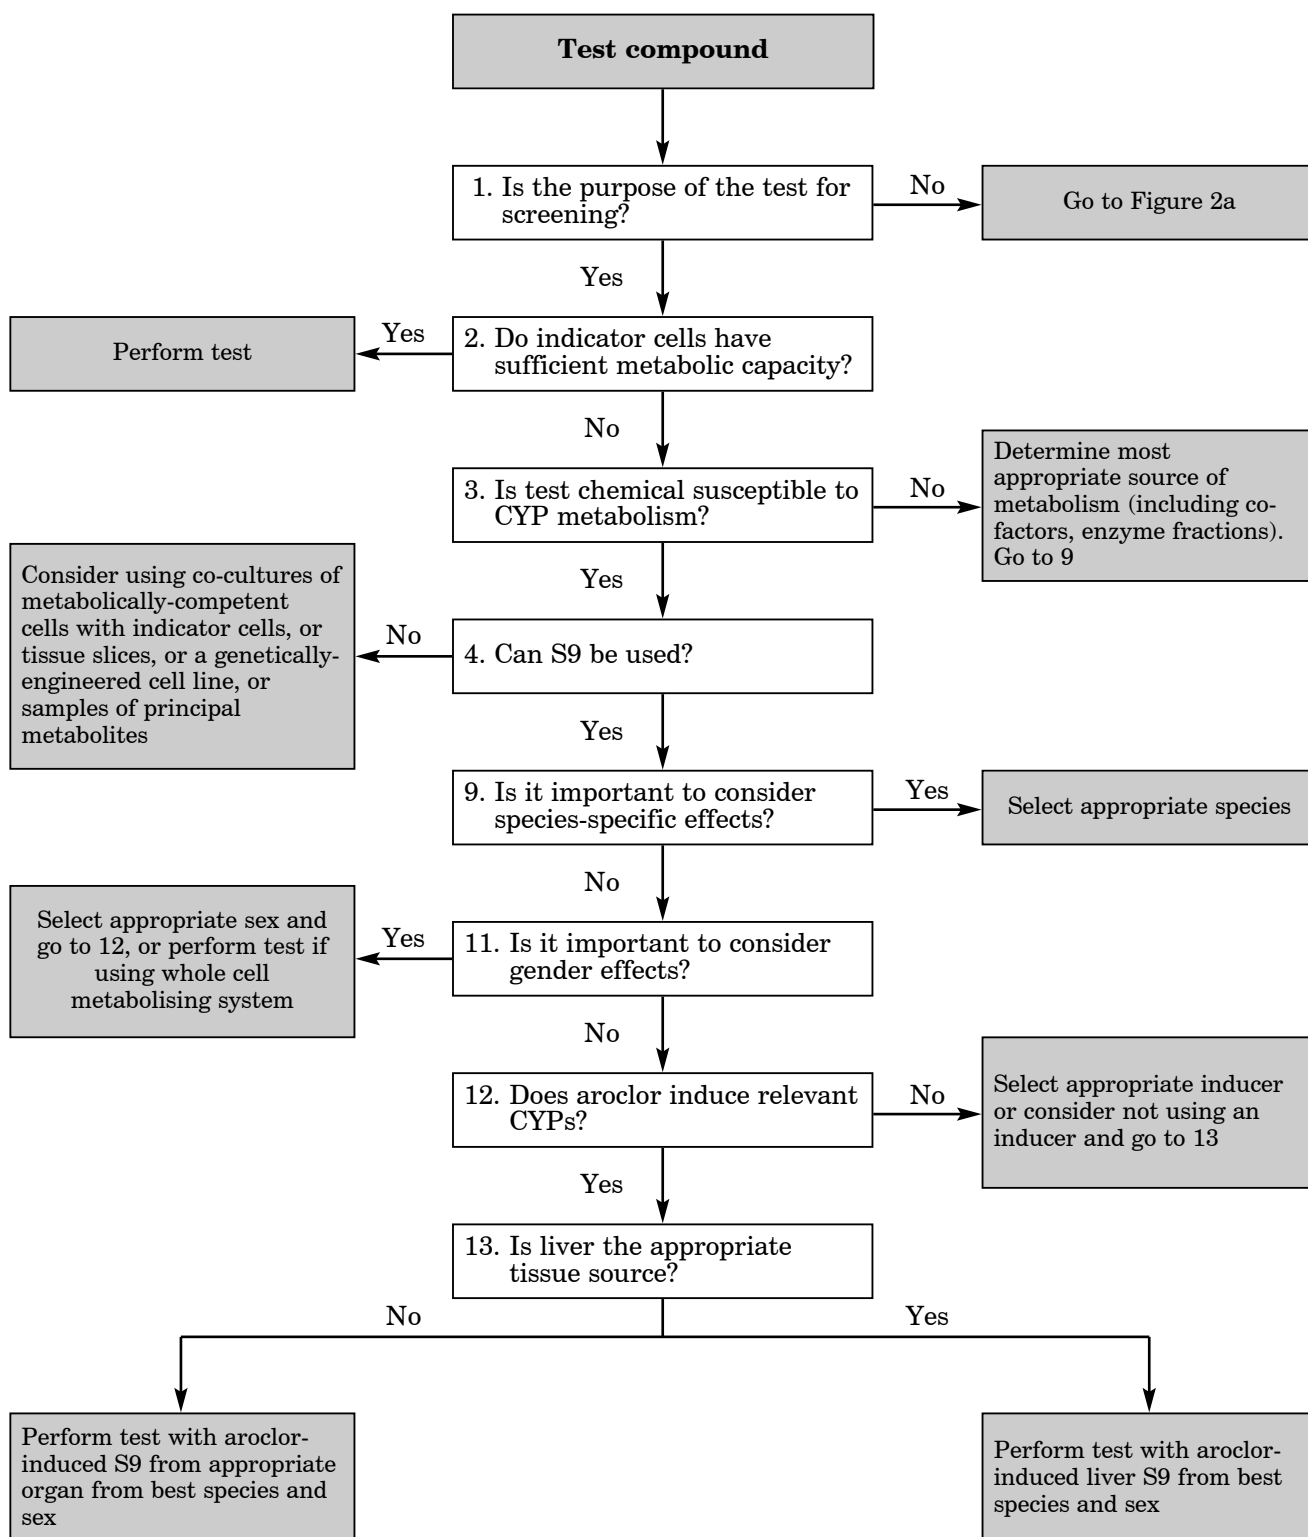 Test compound
1. Is the purpose of the test for
screening?
No
Go to Figure 2a
Yes
Perform test
Yes
2. Do indicator cells have
sufficient metabolic capacity?
No
3. Is test chemical susceptible to
CYP metabolism?
No
Determine most
appropriate source of
metabolism (including co-
factors, enzyme fractions).
Go to 9
Yes
Consider using co-cultures of
metabolically-competent
cells with indicator cells, or
tissue slices, or a genetically-
engineered cell line, or
samples of principal
metabolites
No
4. Can S9 be used?
Yes
9. Is it important to consider
species-specific effects?
Yes
Select appropriate species
No
Select appropriate sex and
go to 12, or perform test if
using whole cell
metabolising system
Yes
11. Is it important to consider
gender effects?
No
12. Does aroclor induce relevant
CYPs?
No
Select appropriate inducer
or consider not using an
inducer and go to 13
Yes
13. Is liver the appropriate
tissue source?
No
Yes
Perform test with aroclor-
induced S9 from appropriate
organ from best species and
sex
Perform test with aroclor-
induced liver S9 from best
species and sex